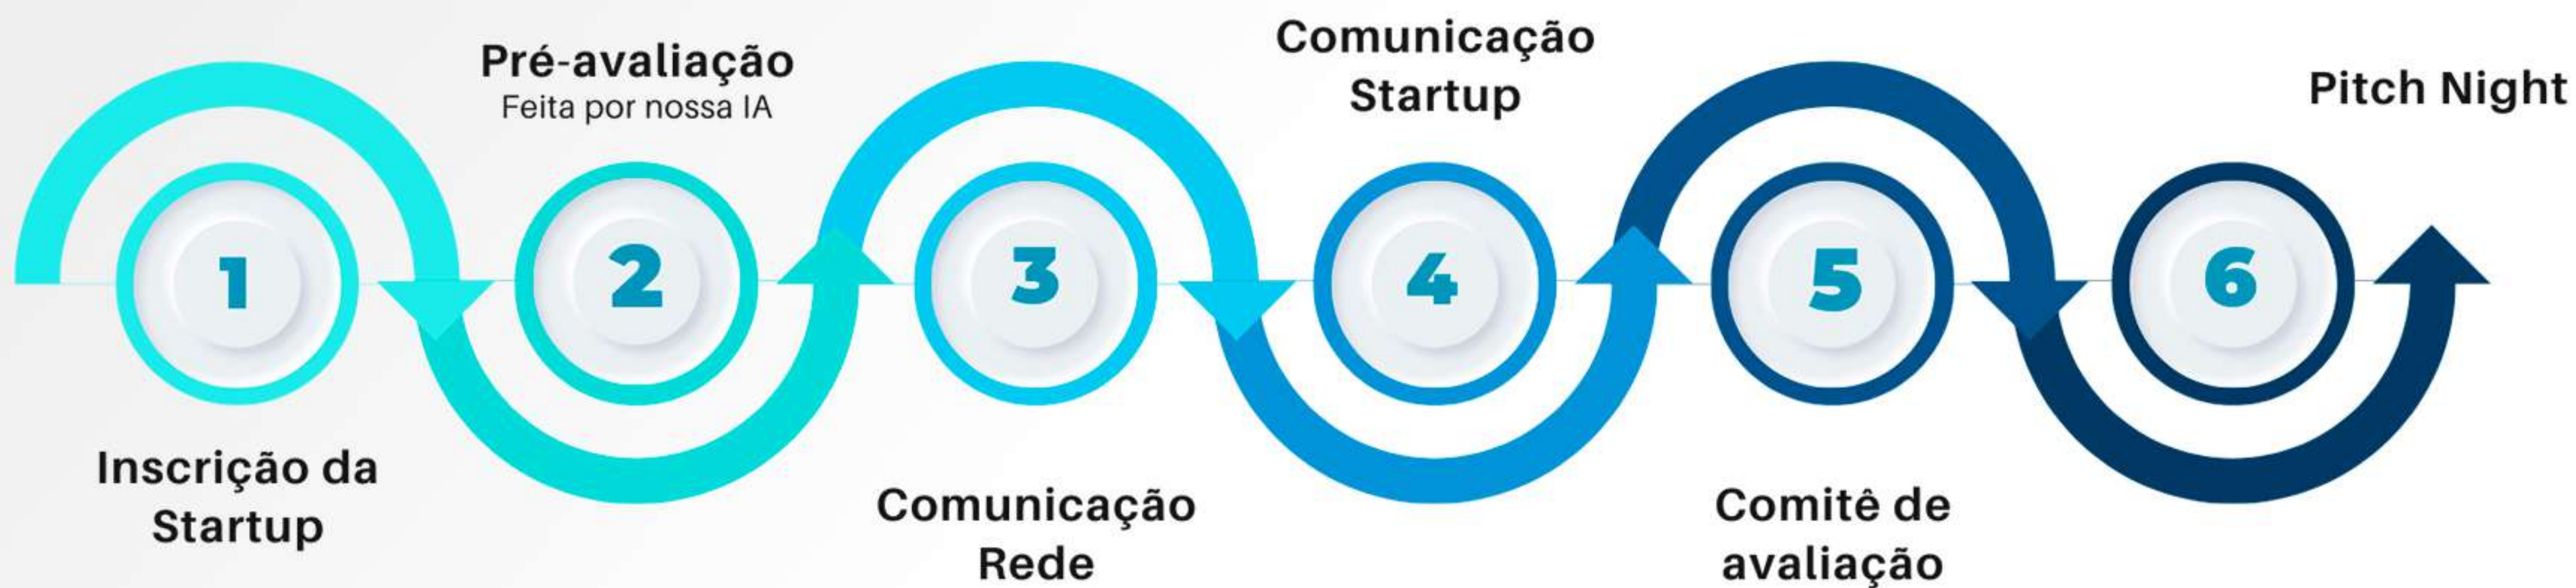 1
Inscrição da
Startup
2
Pré-avaliação
Feita por nossa IA
3
Comunicação
Rede
4
Comunicação
Startup
5
Comitê de
avaliação
6
Pitch Night